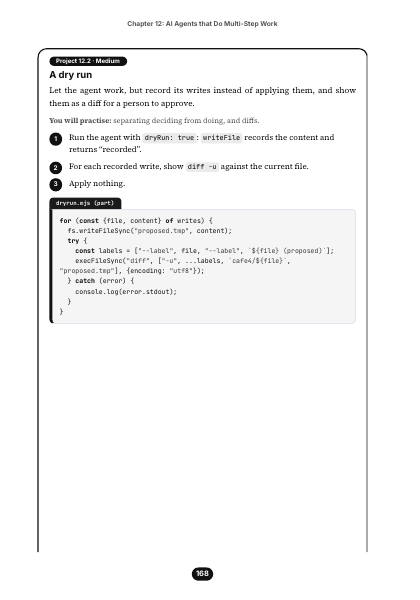 Chapter 12: AI Agents that Do Multi-Step Work
Project 12.2 · Medium
A dry run
Let the agent work, but record its writes instead of applying them, and show
them as a diff for a person to approve.
You will practise: separating deciding from doing, and diffs.
1 Run the agent with dryRun: true: writeFile records the content and
returns “recorded”.
2 For each recorded write, show diff -u against the current file.
3 Apply nothing.
dryrun.mjs (part)
for (const {file, content} of writes) {
  fs.writeFileSync("proposed.tmp", content);
  try {
    const labels = ["--label", file, "--label", `${file} (proposed)`];
    execFileSync("diff", ["-u", ...labels, `cafe4/${file}`,
"proposed.tmp"], {encoding: "utf8"});
  } catch (error) {
    console.log(error.stdout);
  }
}
168